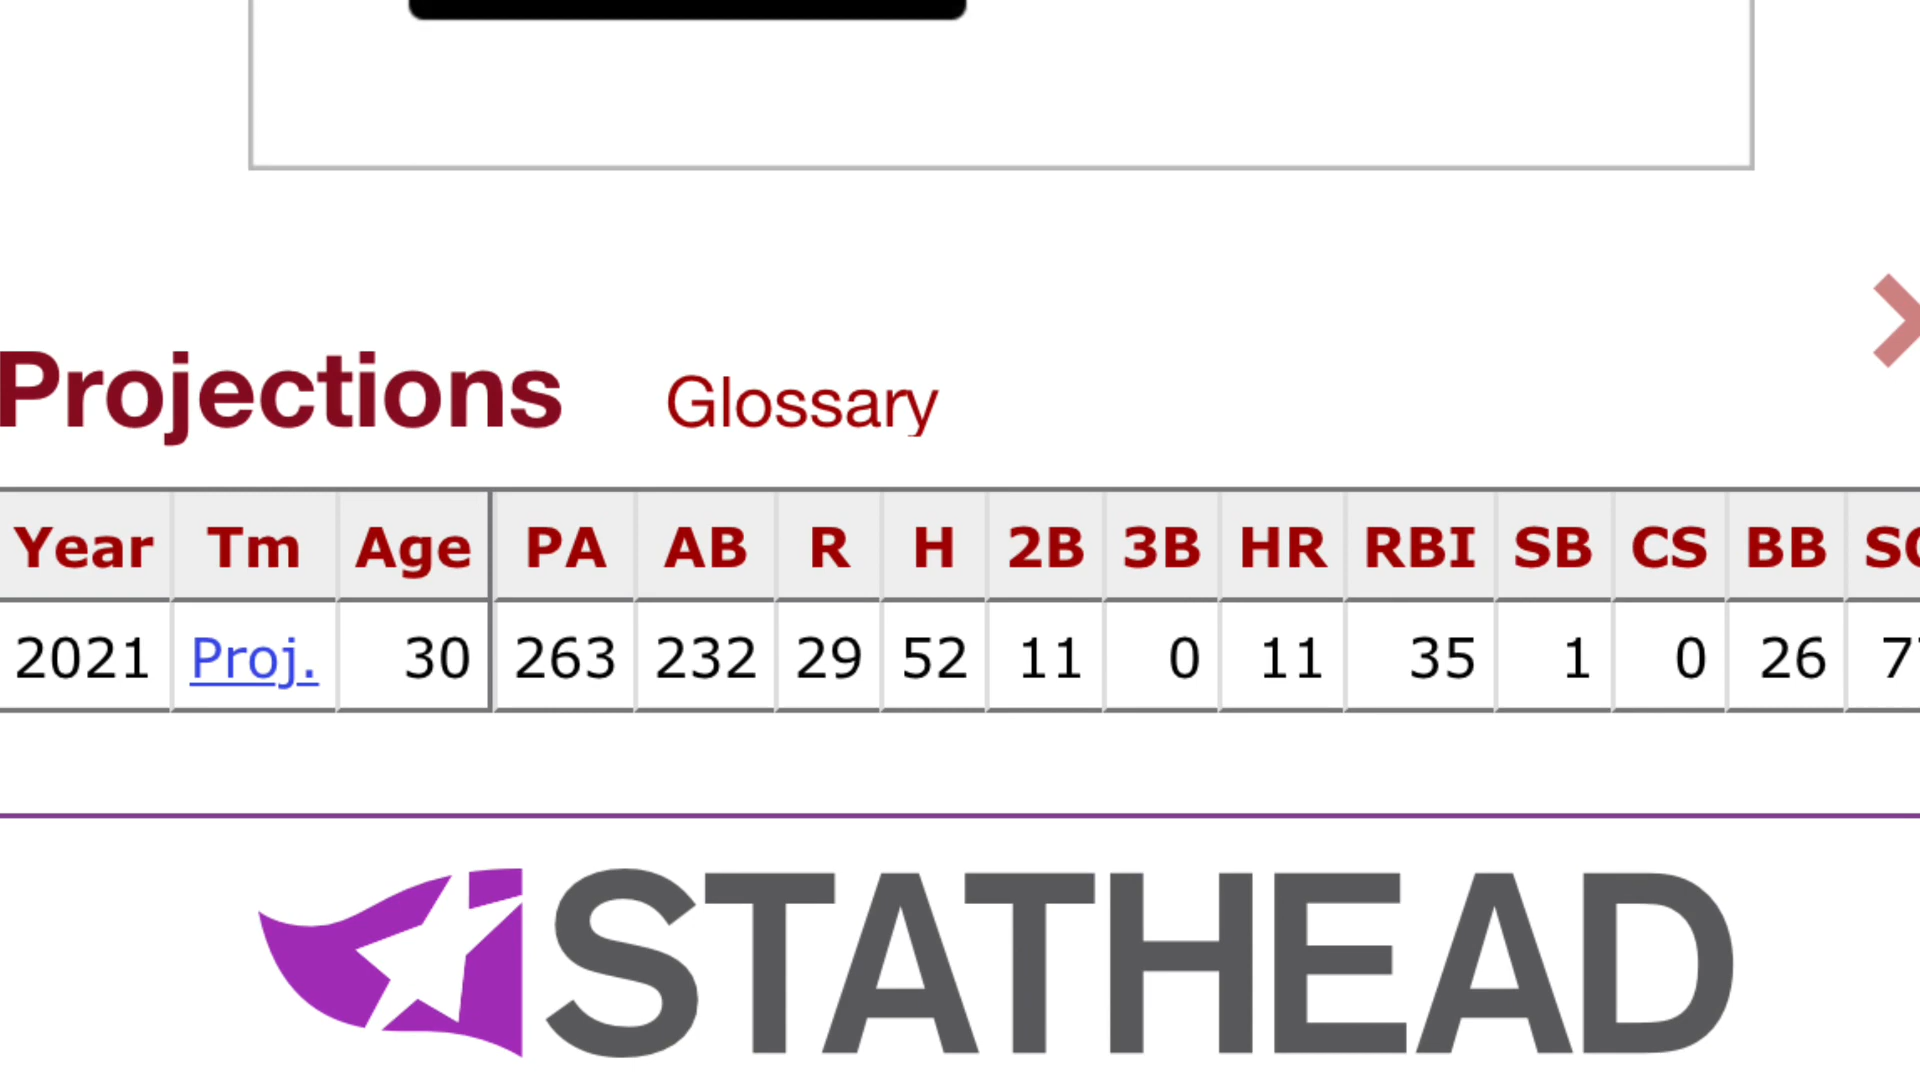 Projections Glossary
Year Tm Age PA AB R H 2B 3B HR RBI SB CS BB
2021 Proj. 30 263 232 29 52 11 0 11 35 1 0 26
STATHEAD